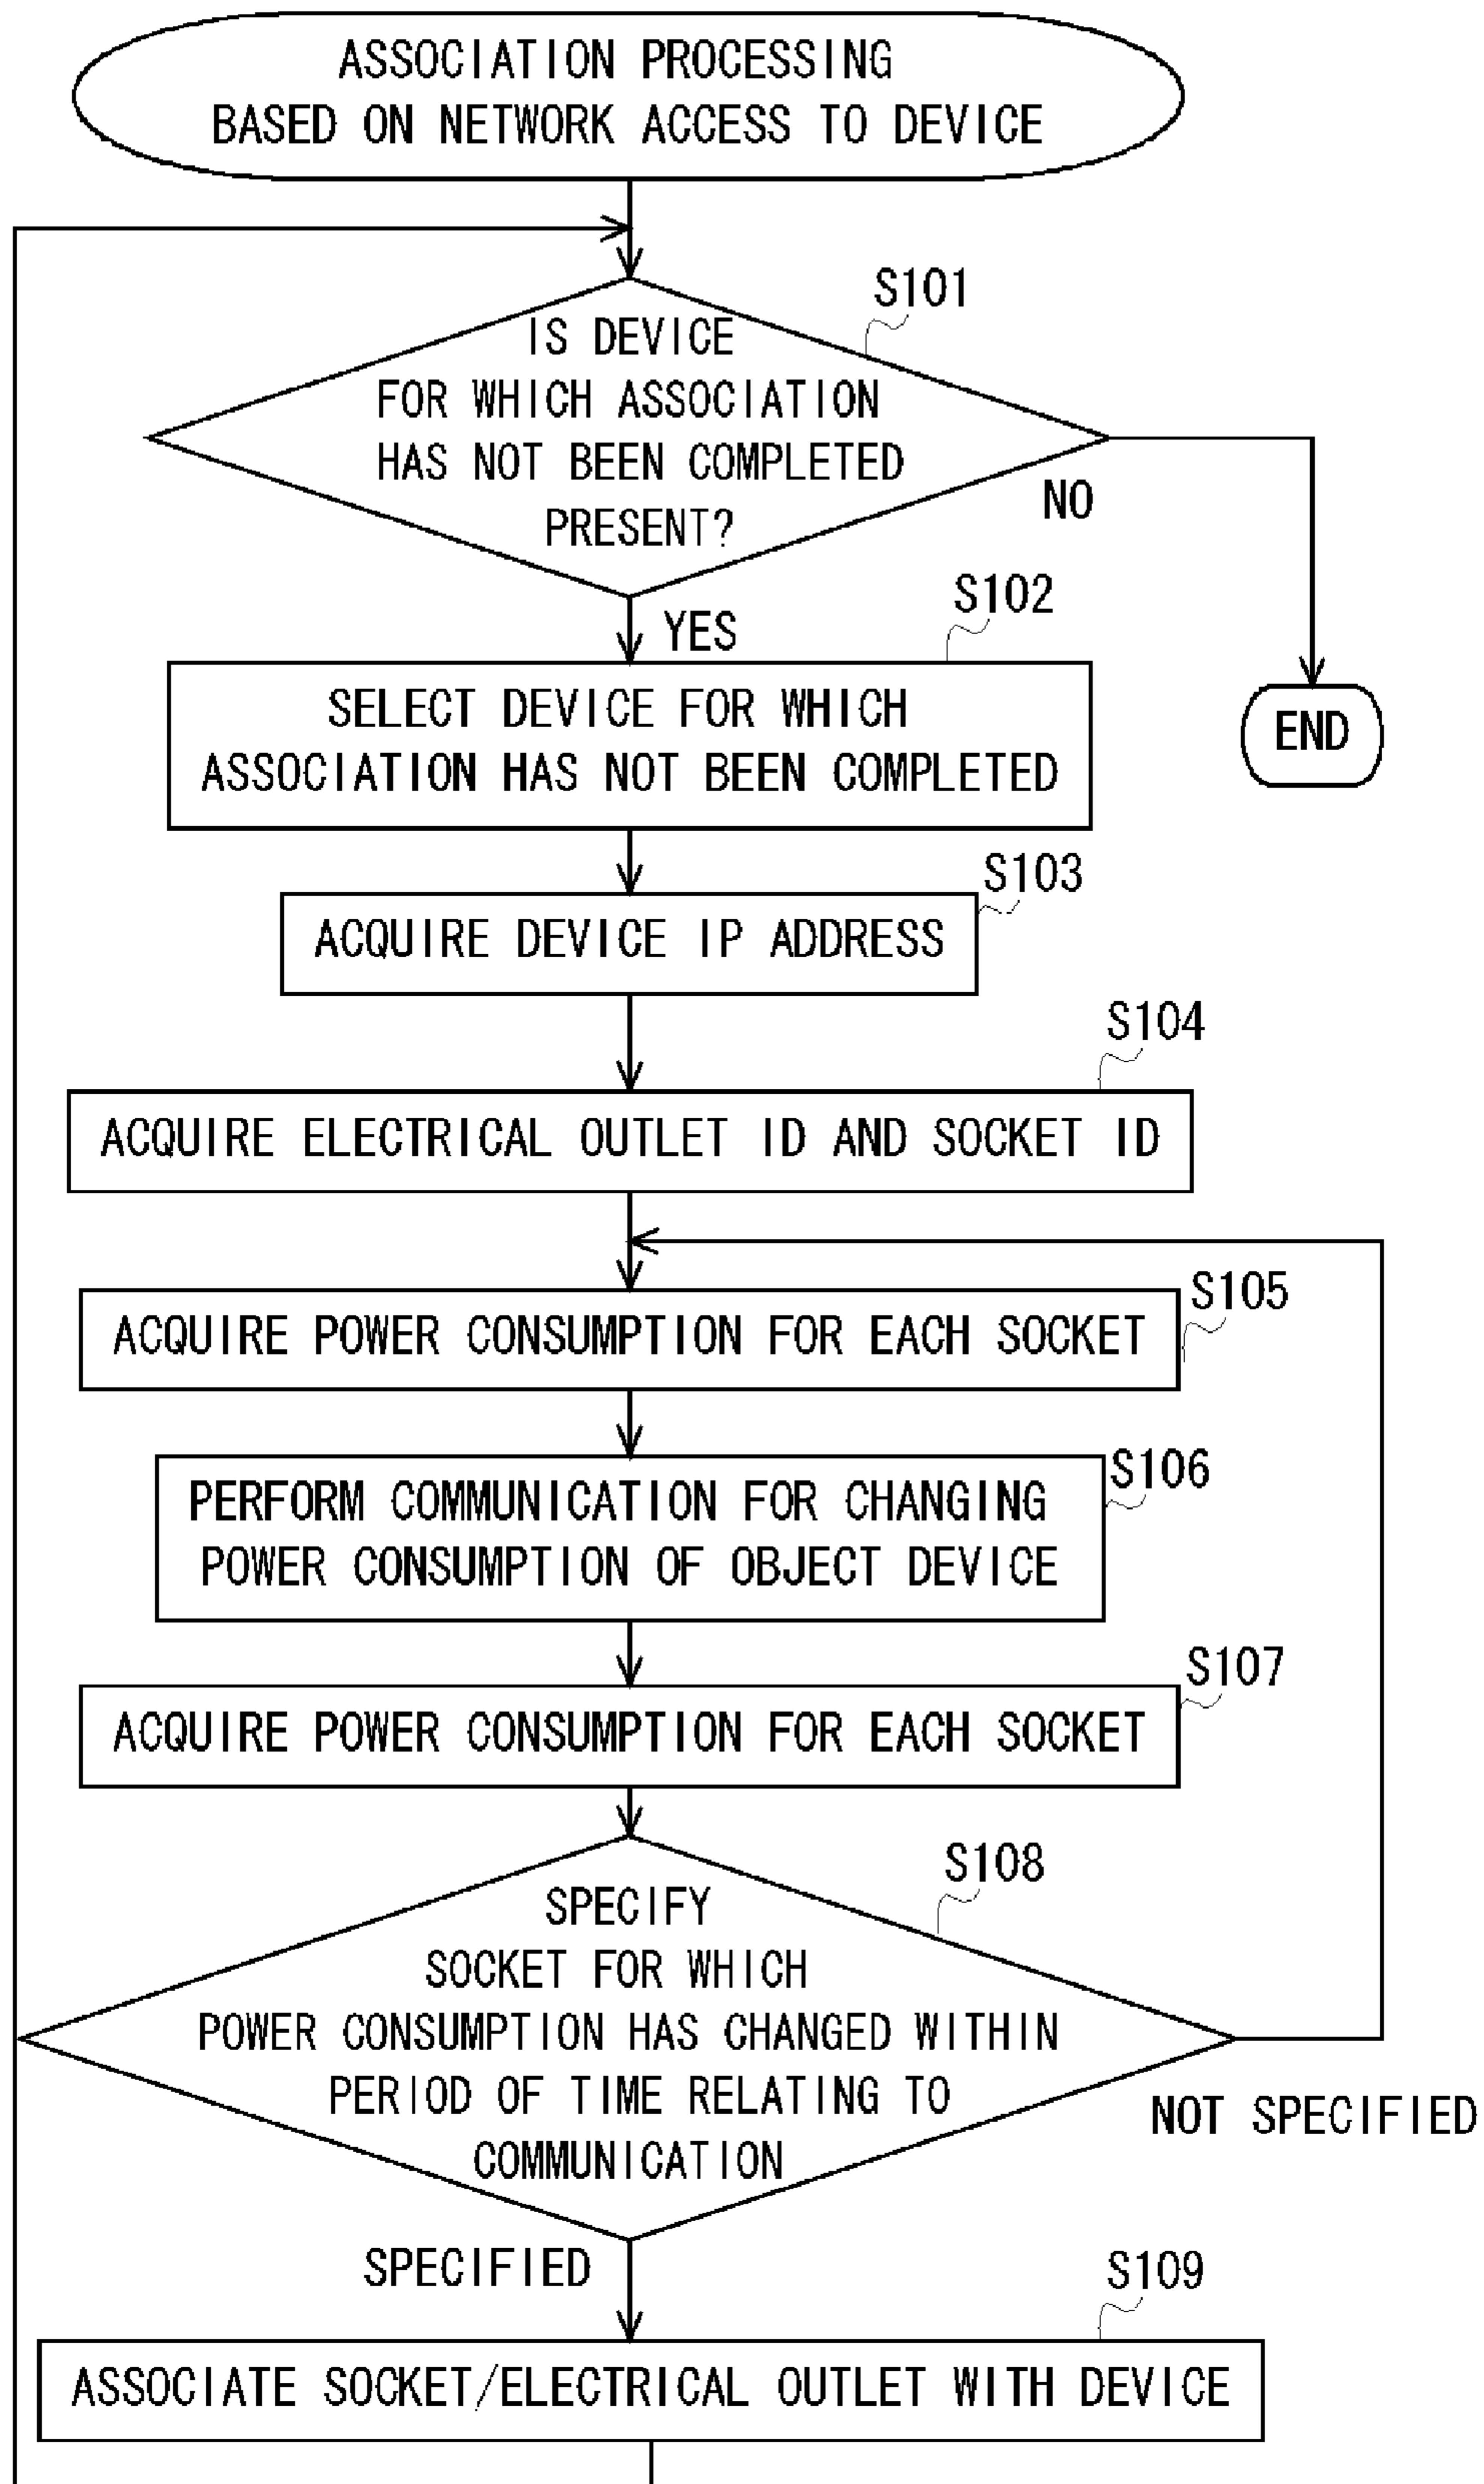 ASSOCIATION PROCESSING
BASED ON NETWORK ACCESS TO DEVICE
S101
IS DEVICE
FOR WHICH ASSOCIATION
HAS NOT BEEN COMPLETED
PRESENT?
NO
YES
S102
SELECT DEVICE FOR WHICH
ASSOCIATION HAS NOT BEEN COMPLETED
END
S103
ACQUIRE DEVICE IP ADDRESS
S104
ACQUIRE ELECTRICAL OUTLET ID AND SOCKET ID
S105
ACQUIRE POWER CONSUMPTION FOR EACH SOCKET
S106
PERFORM COMMUNICATION FOR CHANGING
POWER CONSUMPTION OF OBJECT DEVICE
S107
ACQUIRE POWER CONSUMPTION FOR EACH SOCKET
S108
SPECIFY
SOCKET FOR WHICH
POWER CONSUMPTION HAS CHANGED WITHIN
PERIOD OF TIME RELATING TO
COMMUNICATION
NOT SPECIFIED
SPECIFIED
S109
ASSOCIATE SOCKET/ELECTRICAL OUTLET WITH DEVICE